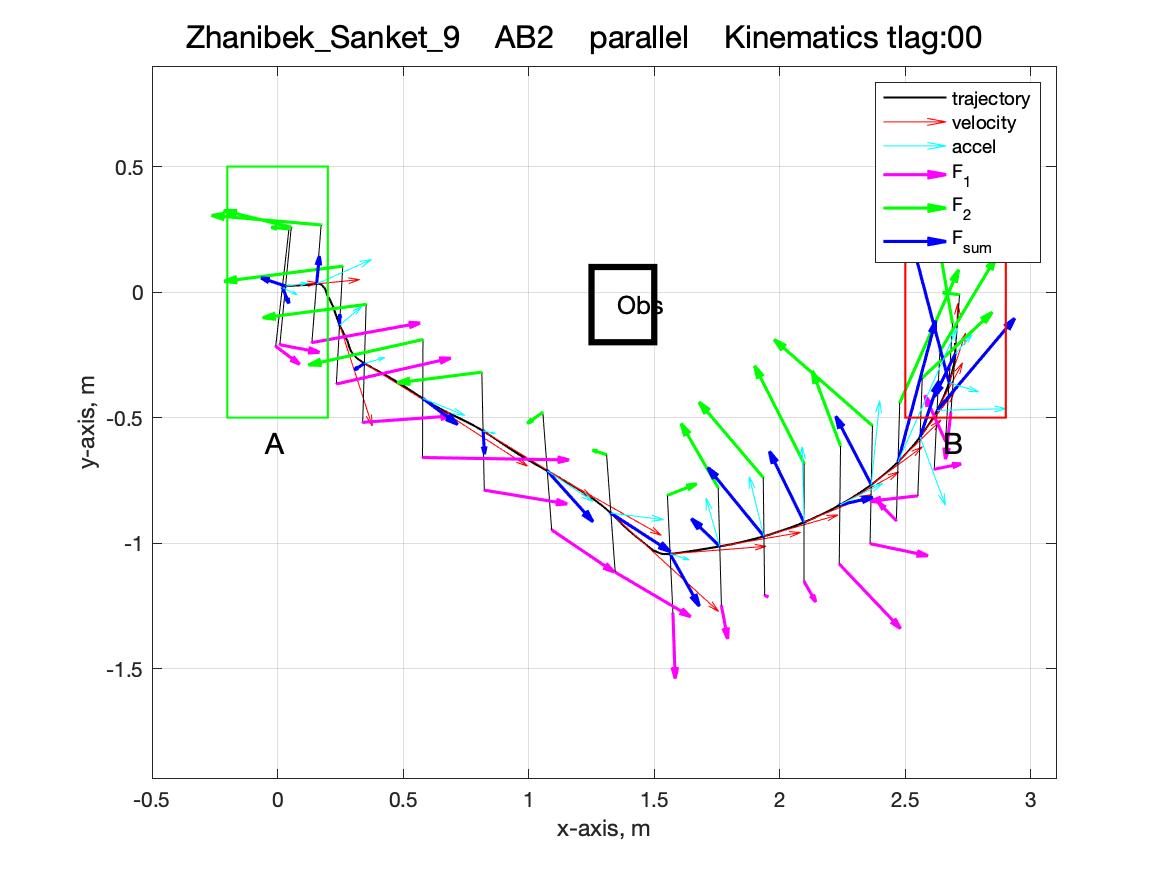 Zhanibek_Sanket_9 AB2 parallel Kinematics tlag:00
trajectory
velocity
accel
F1
F2
Fsum
0.5
0
-0.5
-1
-1.5
y-axis, m
Obs
A
B
-0.5 0 0.5 1 1.5 2 2.5 3
x-axis, m